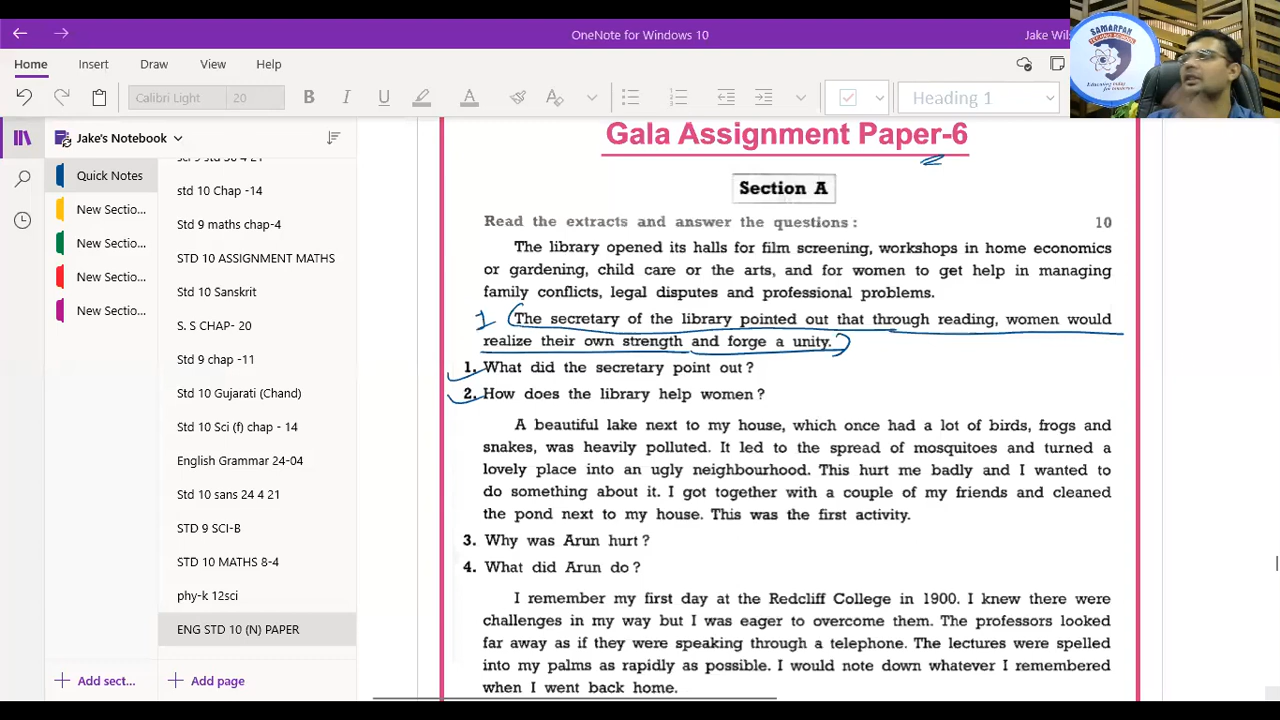 OneNote for Windows 10
Jake Wils
Home Insert Draw View Help
Calibri Light 20 B I U A Heading 1
SAMARPAN
Jake's Notebook
Quick Notes
New Sectio...
New Sectio...
New Sectio...
New Sectio...
Add sect...
sci 9 std 30 4 21
std 10 Chap -14
Std 9 maths chap-4
STD 10 ASSIGNMENT MATHS
Std 10 Sanskrit
S. S CHAP- 20
Std 9 chap -11
Std 10 Gujarati (Chand)
Std 10 Sci (f) chap - 14
English Grammar 24-04
Std 10 sans 24 4 21
STD 9 SCI-B
STD 10 MATHS 8-4
phy-k 12sci
ENG STD 10 (N) PAPER
Add page
Gala Assignment Paper-6
Section A
Read the extracts and answer the questions : 10
The library opened its halls for film screening, workshops in home economics
or gardening, child care or the arts, and for women to get help in managing
family conflicts, legal disputes and professional problems.
1 The secretary of the library pointed out that through reading, women would
realize their own strength and forge a unity.
1. What did the secretary point out ?
2. How does the library help women ?
A beautiful lake next to my house, which once had a lot of birds, frogs and
snakes, was heavily polluted. It led to the spread of mosquitoes and turned a
lovely place into an ugly neighbourhood. This hurt me badly and I wanted to
do something about it. I got together with a couple of my friends and cleaned
the pond next to my house. This was the first activity.
3. Why was Arun hurt ?
4. What did Arun do ?
I remember my first day at the Redcliff College in 1900. I knew there were
challenges in my way but I was eager to overcome them. The professors looked
far away as if they were speaking through a telephone. The lectures were spelled
into my palms as rapidly as possible. I would note down whatever I remembered
when I went back home.